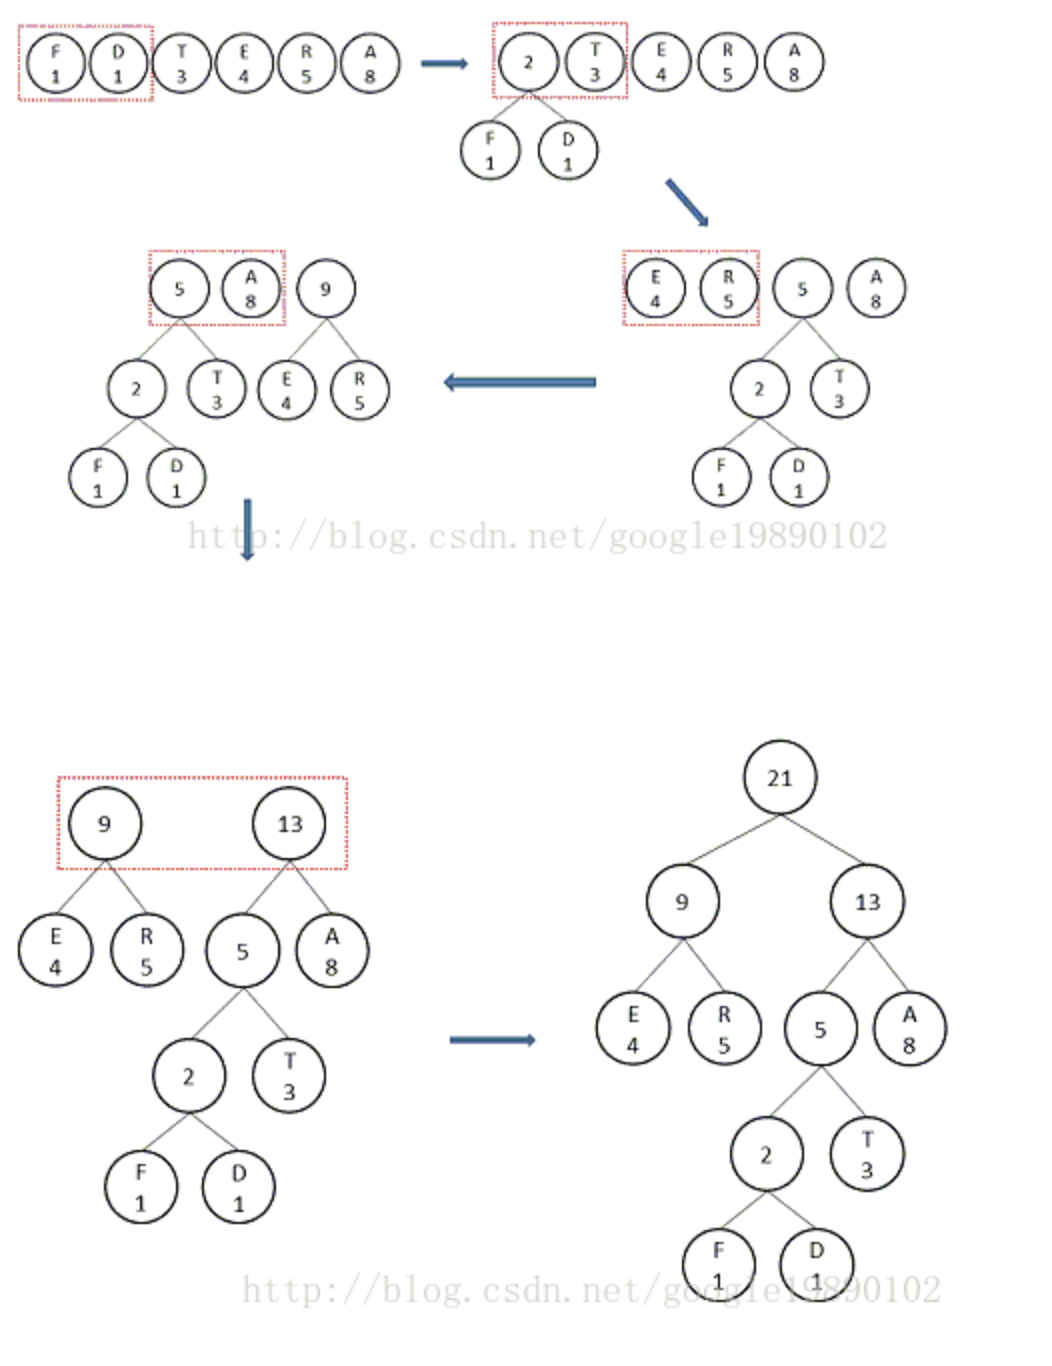 F D T E R A
1 1 3 4 5 8
2 T E R A
3 4 5 8
F D
1 1
5 A 9
8
2 T E R
3 4 5
F D
1 1
E R 5 A
4 5 8
2 T
3
F D
1 1
http://blog.csdn.net/google19890102
9 13
E R 5 A
4 5 8
2 T
3
F D
1 1
21
9 13
E R 5 A
4 5 8
2 T
3
F D
1 1
http://blog.csdn.net/google19890102